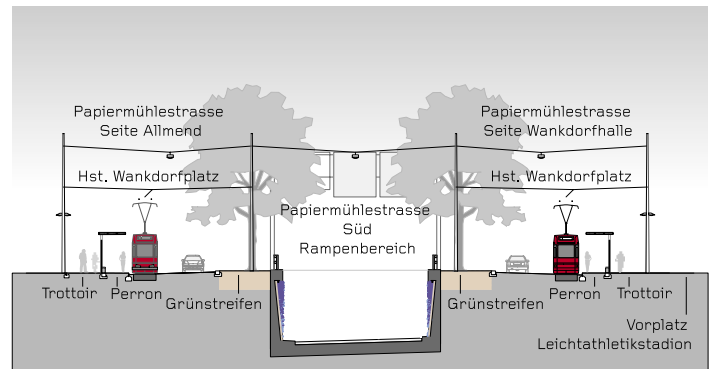 Papiermühlestrasse
Seite Allmend
Papiermühlestrasse
Seite Wankdorfhalle
Hst. Wankdorfplatz
Hst. Wankdorfplatz
Papiermühlestrasse
Süd
Rampenbereich
Trottoir
Perron
Grünstreifen
Grünstreifen
Perron
Trottoir
Vorplatz
Leichtathletikstadion